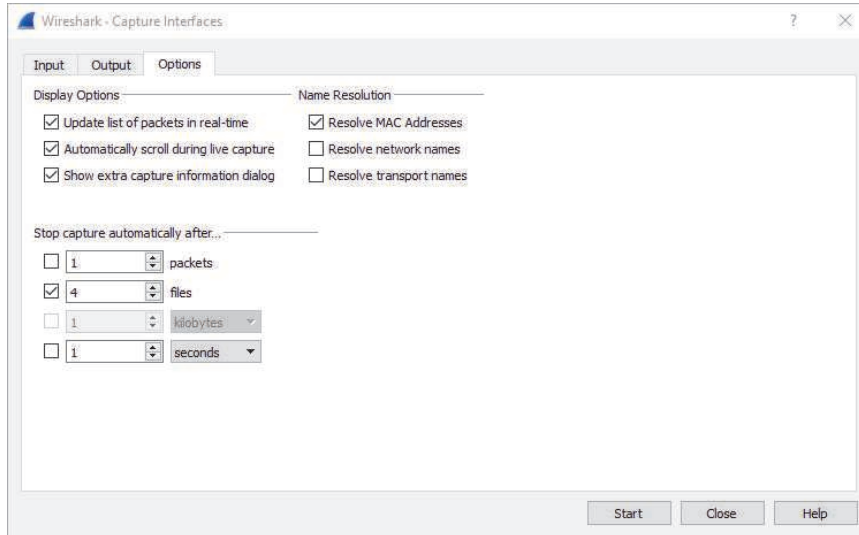 Wireshark - Capture Interfaces
Input Output Options
Display Options
Update list of packets in real-time
Automatically scroll during live capture
Show extra capture information dialog
Name Resolution
Resolve MAC Addresses
Resolve network names
Resolve transport names
Stop capture automatically after...
1 packets
4 files
1 kilobytes
1 seconds
Start Close Help